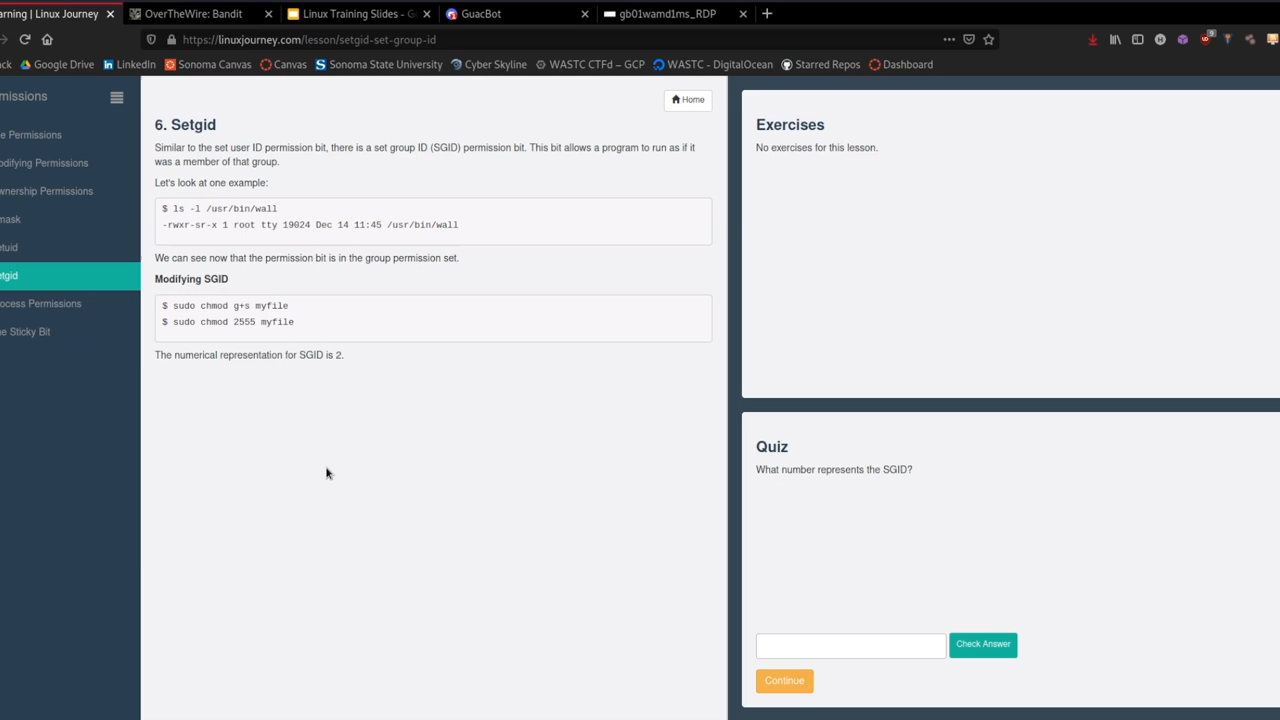 arning | Linux Journey
OverTheWire: Bandit
Linux Training Slides - G
GuacBot
gb01wamd1ms_RDP
https://linuxjourney.com/lesson/setgid-set-group-id
9
ck
Google Drive
LinkedIn
Sonoma Canvas
Canvas
Sonoma State University
Cyber Skyline
WASTC CTFd – GCP
WASTC - DigitalOcean
Starred Repos
Dashboard
missions
e Permissions
odifying Permissions
wnership Permissions
mask
etuid
etgid
ocess Permissions
he Sticky Bit
Home
6. Setgid
Similar to the set user ID permission bit, there is a set group ID (SGID) permission bit. This bit allows a program to run as if it
was a member of that group.
Let's look at one example:
$ ls -l /usr/bin/wall
-rwxr-sr-x 1 root tty 19024 Dec 14 11:45 /usr/bin/wall
We can see now that the permission bit is in the group permission set.
Modifying SGID
$ sudo chmod g+s myfile
$ sudo chmod 2555 myfile
The numerical representation for SGID is 2.
Exercises
No exercises for this lesson.
Quiz
What number represents the SGID?
Check Answer
Continue